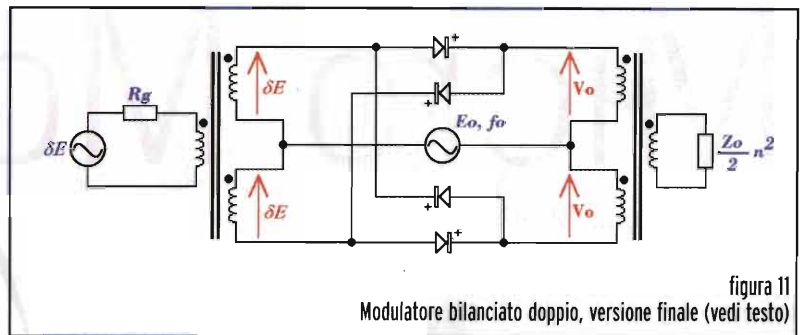 Rg
δE
δE
δE
+
+
Eo, fo
+
+
Vo
Vo
Zo/2 n²
figura 11
Modulatore bilanciato doppio, versione finale (vedi testo)